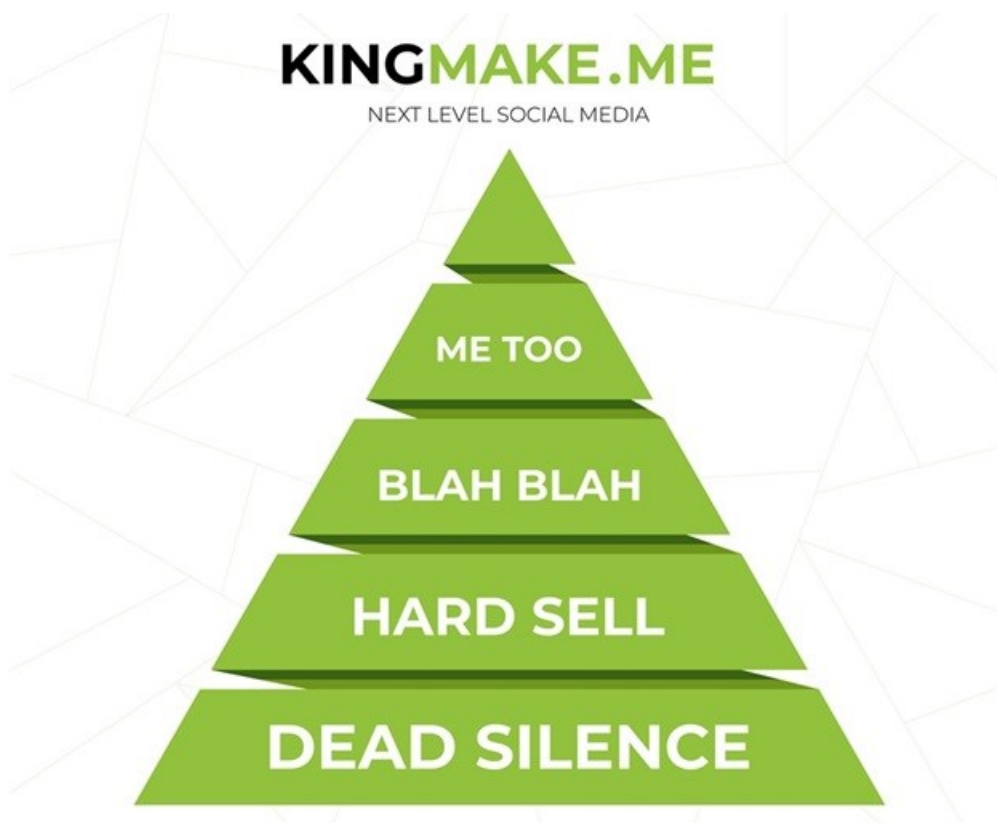 KINGMAKE.ME
NEXT LEVEL SOCIAL MEDIA
ME TOO
BLAH BLAH
HARD SELL
DEAD SILENCE